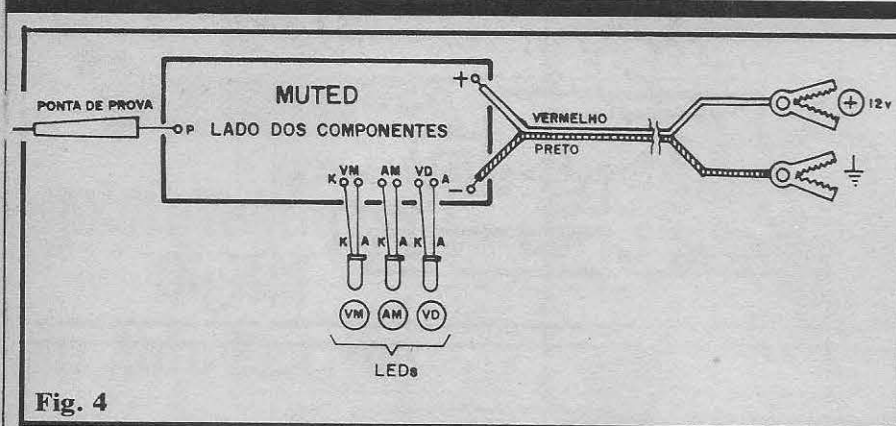 PONTA DE PROVA
P
MUTED
LADO DOS COMPONENTES
+
-
VERMELHO
PRETO
+ 12v
K VM AM VD A
K A K A K A
VM AM VD
LEDs
Fig. 4